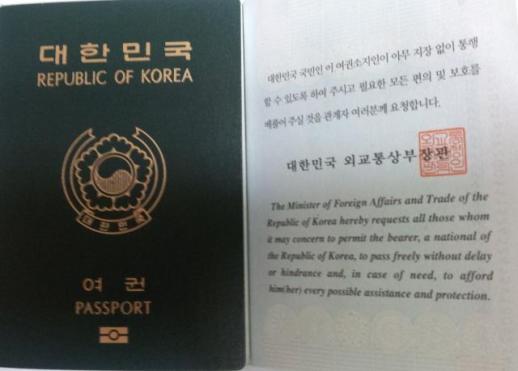 대한민국
REPUBLIC OF KOREA
대한민국
여권
PASSPORT
대한민국 국민인 이 여권소지인이 아무 지장 없이 통행
할 수 있도록 하여 주시고 필요한 모든 편의 및 보호를
베풀어 주실 것을 관계자 여러분께 요청합니다.
대한민국 외교통상부장관
The Minister of Foreign Affairs and Trade of the
Republic of Korea hereby requests all those whom
it may concern to permit the bearer, a national of
the Republic of Korea, to pass freely without delay
or hindrance and, in case of need, to afford
him(her) every possible assistance and protection.